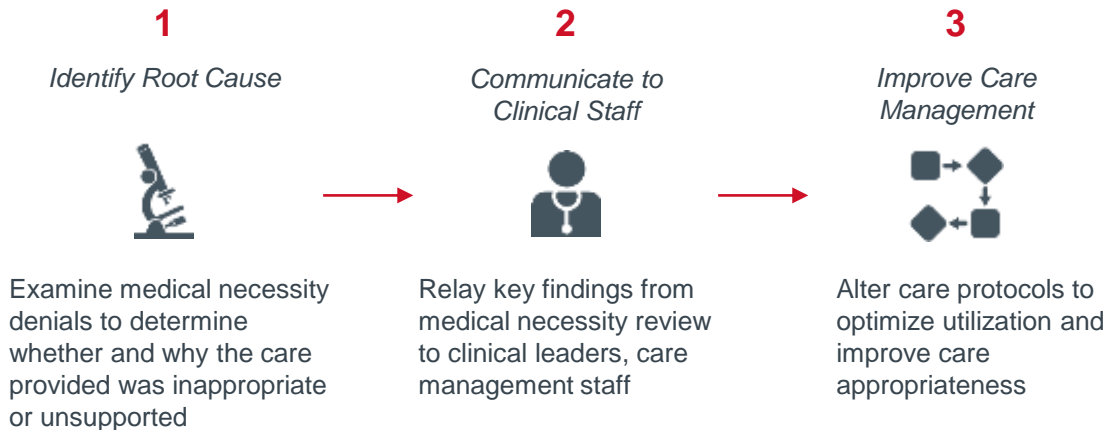 1
Identify Root Cause
Examine medical necessity
denials to determine
whether and why the care
provided was inappropriate
or unsupported
2
Communicate to
Clinical Staff
Relay key findings from
medical necessity review
to clinical leaders, care
management staff
3
Improve Care
Management
Alter care protocols to
optimize utilization and
improve care
appropriateness